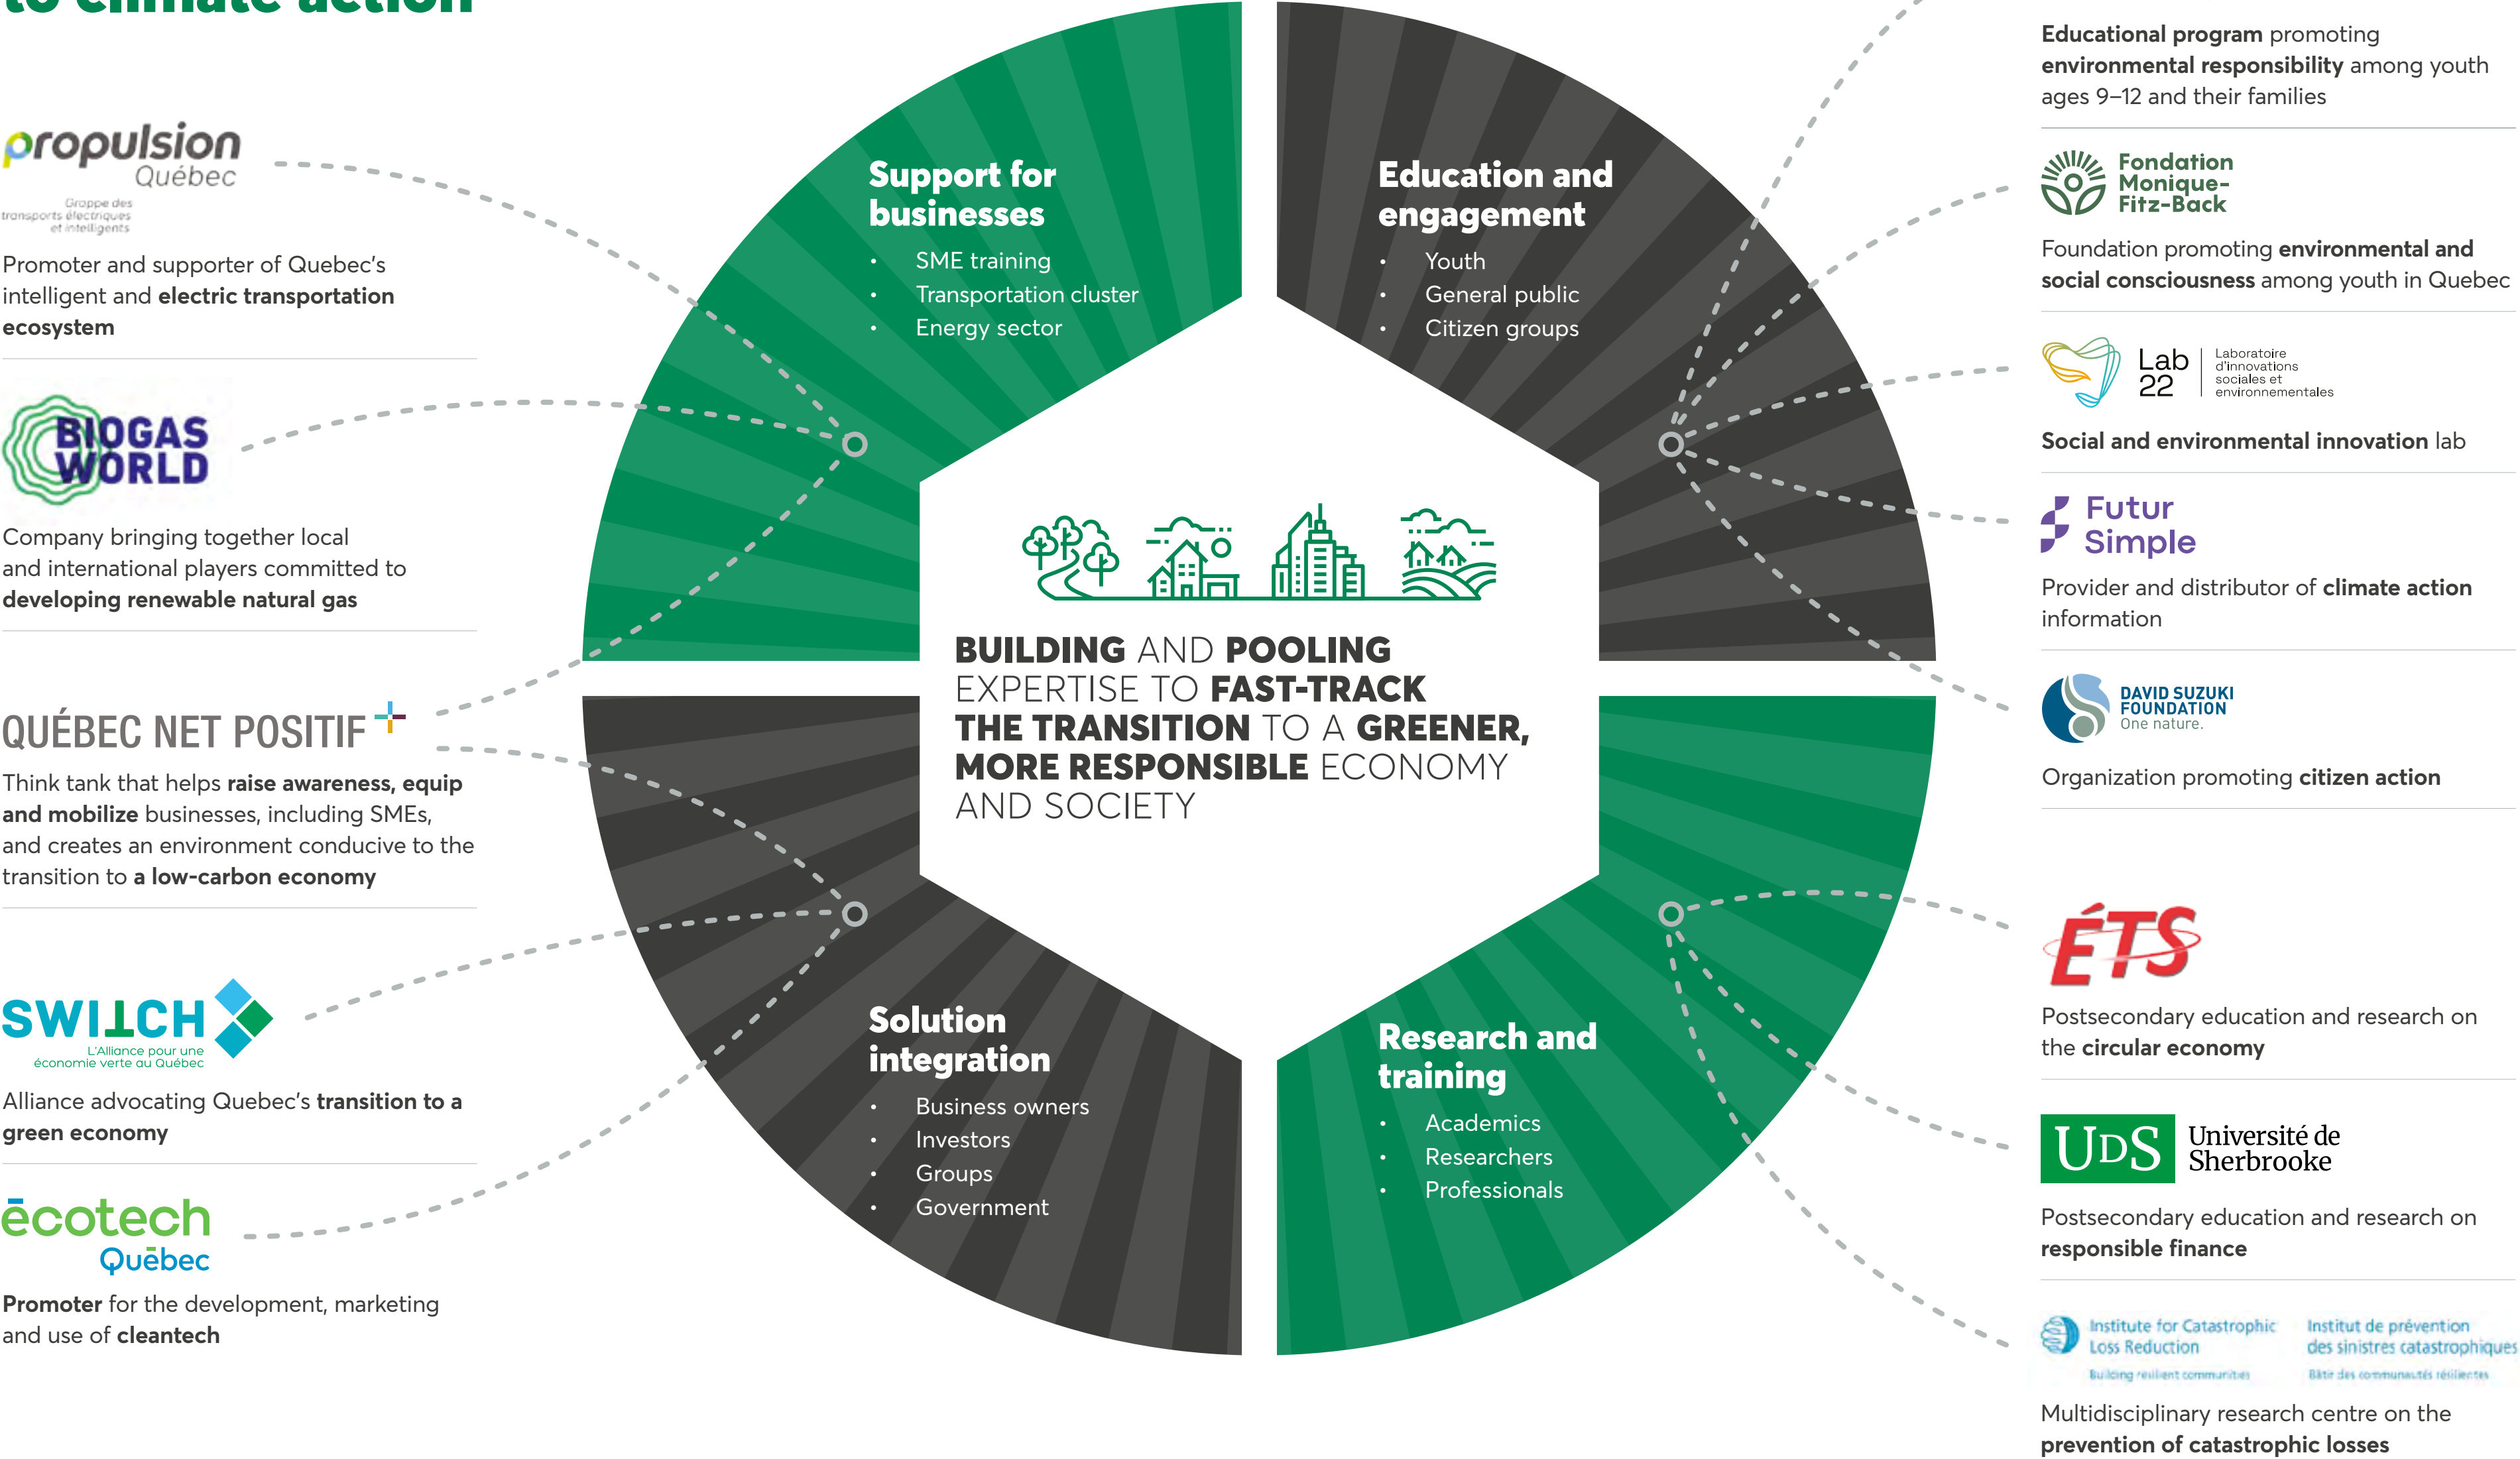 to climate action
propulsion
Québec
Grappe des
transports électriques
et intelligents
Promoter and supporter of Quebec's
intelligent and electric transportation
ecosystem
BIOGAS
WORLD
Company bringing together local
and international players committed to
developing renewable natural gas
QUÉBEC NET POSITIF
Think tank that helps raise awareness, equip
and mobilize businesses, including SMEs,
and creates an environment conducive to the
transition to a low-carbon economy
SWITCH
L'Alliance pour une
économie verte au Québec
Alliance advocating Quebec's transition to a
green economy
ēcotech
Quēbec
Promoter for the development, marketing
and use of cleantech
Support for
businesses
• SME training
• Transportation cluster
• Energy sector
Education and
engagement
• Youth
• General public
• Citizen groups
BUILDING AND POOLING
EXPERTISE TO FAST-TRACK
THE TRANSITION TO A GREENER,
MORE RESPONSIBLE ECONOMY
AND SOCIETY
Solution
integration
• Business owners
• Investors
• Groups
• Government
Research and
training
• Academics
• Researchers
• Professionals
Educational program promoting
environmental responsibility among youth
ages 9–12 and their families
Fondation
Monique-
Fitz-Back
Foundation promoting environmental and
social consciousness among youth in Quebec
Lab
22
Laboratoire
d'innovations
sociales et
environnementales
Social and environmental innovation lab
Futur
Simple
Provider and distributor of climate action
information
DAVID SUZUKI
FOUNDATION
One nature.
Organization promoting citizen action
ÉTS
Postsecondary education and research on
the circular economy
UDS
Université de
Sherbrooke
Postsecondary education and research on
responsible finance
Institute for Catastrophic
Loss Reduction
Building resilient communities
Institut de prévention
des sinistres catastrophiques
Bâtir des communautés résilientes
Multidisciplinary research centre on the
prevention of catastrophic losses